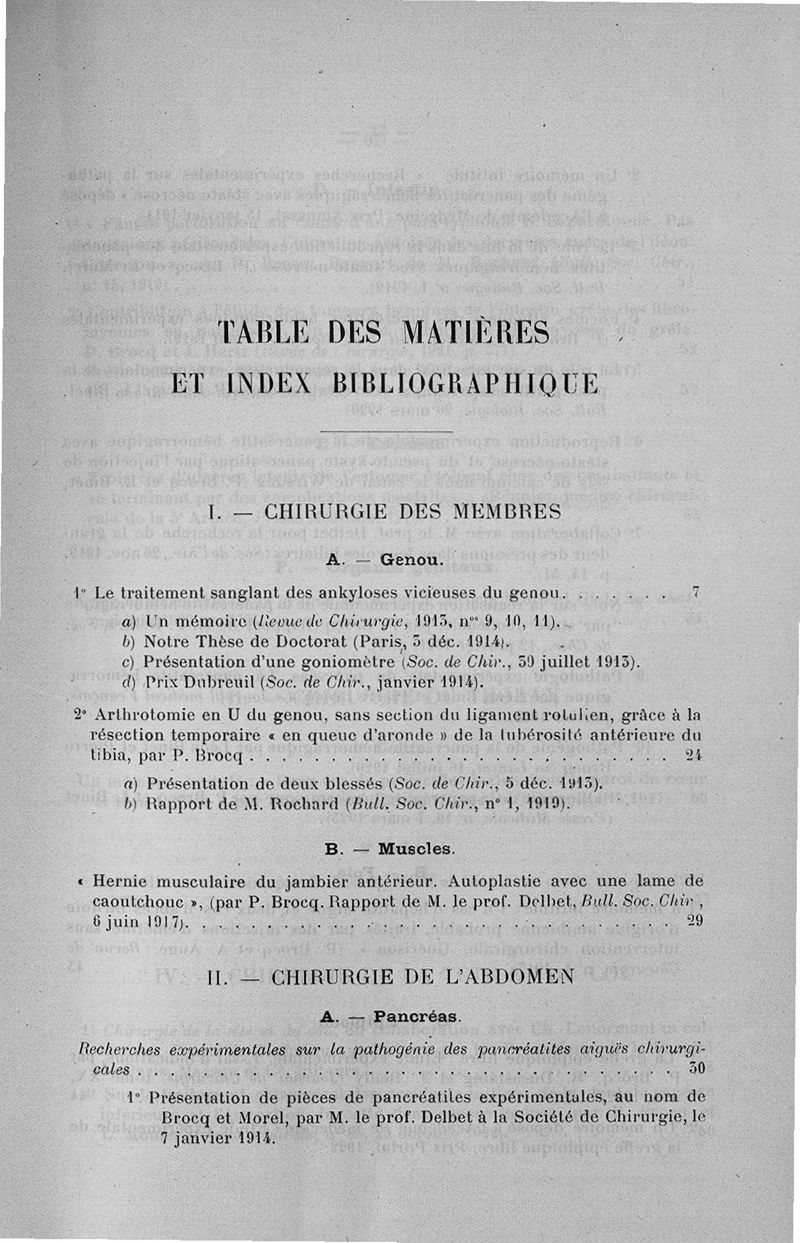 TABLE DES MATIÈRES
ET INDEX BIBLIOGRAPHIQUE
I. — CHIRURGIE DES MEMBRES
A. — Genou.
1° Le traitement sanglant des ankyloses vicieuses du genou. . . . . . . . 7
a) Un mémoire (Revue de Chirurgie, 1913, nos 9, 10, 11).
b) Notre Thèse de Doctorat (Paris, 3 déc. 1914).
c) Présentation d'une goniomètre (Soc. de Chir., 30 juillet 1913).
d) Prix Dubreuil (Soc. de Chir., janvier 1914).
2° Arthrotomie en U du genou, sans section du ligament rotulien, grâce à la
résection temporaire « en queue d'aronde » de la tubérosité antérieure du
tibia, par P. Brocq . . . . . . . . . . . . . . . . . . . . . . . . . . 24
a) Présentation de deux blessés (Soc. de Chir., 5 déc. 1913).
b) Rapport de M. Rochard (Bull. Soc. Chir., n° 1, 1919).
B. — Muscles.
« Hernie musculaire du jambier antérieur. Autoplastie avec une lame de
caoutchouc », (par P. Brocq. Rapport de M. le prof. Delbet, Bull. Soc. Chir ,
6 juin 1917). . . . . . . . . . . . . . . . . . . . . . . . . . . . . 29
II. — CHIRURGIE DE L'ABDOMEN
A. — Pancréas.
Recherches expérimentales sur la pathogénie des pancréatites aiguës chirurgi-
cales . . . . . . . . . . . . . . . . . . . . . . . . . . . . . . . . 30
1° Présentation de pièces de pancréatites expérimentales, au nom de
Brocq et Morel, par M. le prof. Delbet à la Société de Chirurgie, le
7 janvier 1914.